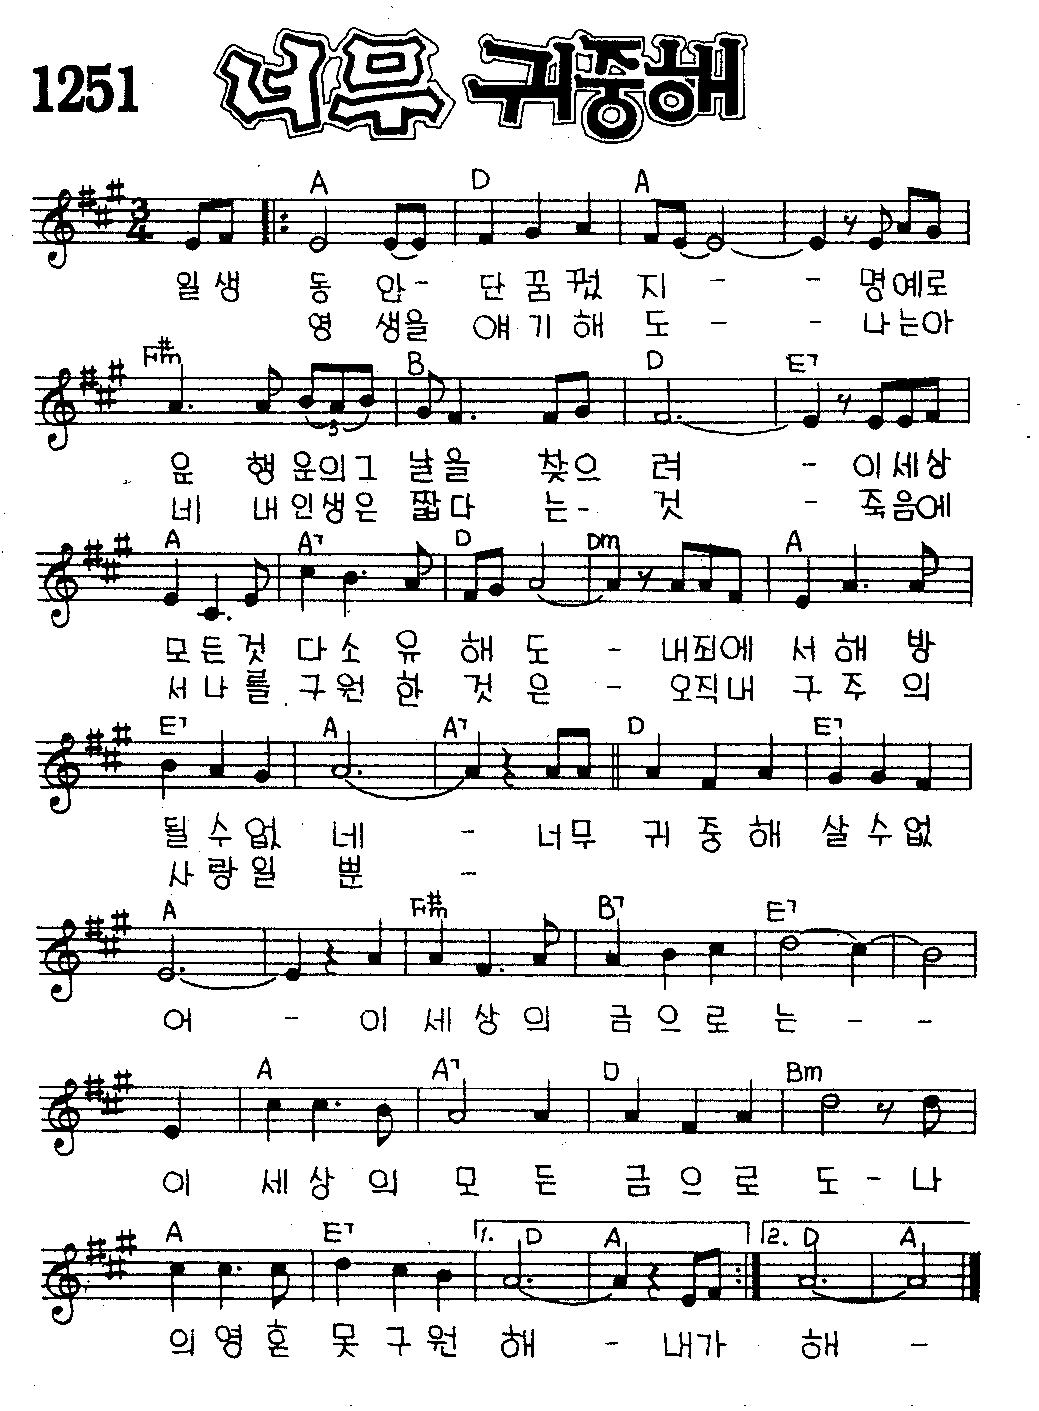 1251 너무 귀중해
3/4
A D A
일생 동 안- 단 꿈 꿨 지 - - 명예로
영 생을 얘 기 해 도 - - 나는아
F#m B D E7
3
운 행 운의그 날을 찾으 려 - 이세상
네 내인생은 짧다 는- 것 - 죽음에
A A7 D Dm A
모든것 다소 유 해 도 - 내죄에 서해 방
서나를 구원 한 것 은 - 오직내 구주 의
E7 A A7 D E7
될수없 네 - 너무 귀 중 해 살수없
사랑일 뿐 -
A F#m B7 E7
어 - 이 세 상 의 금 으 로 는 - -
A A7 D Bm
이 세 상 의 모 든 금 으 로 도 - 나
A E7 1. D A 2. D A
의 영 혼 못 구 원 해 - 내가 해 -